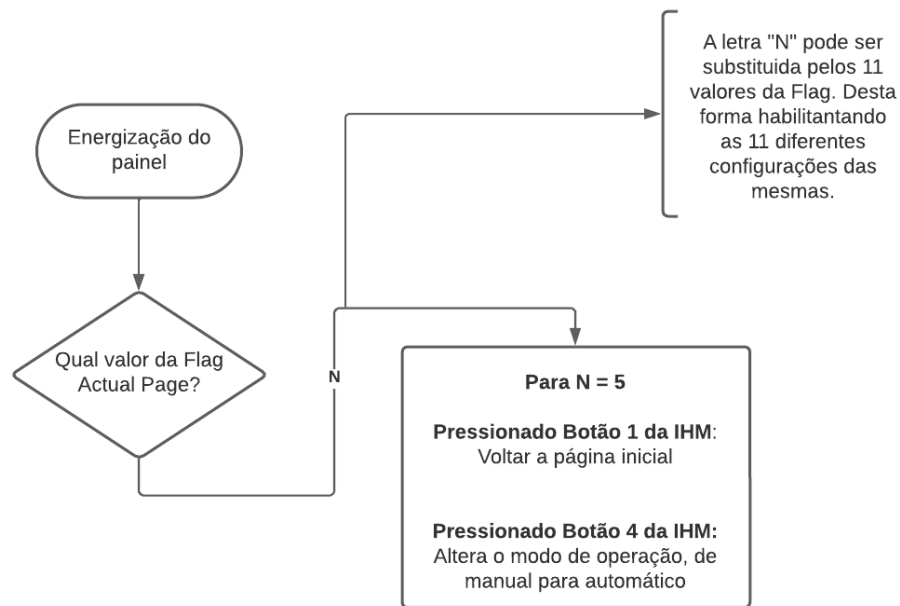 Energização do
painel
Qual valor da Flag
Actual Page?
N
A letra "N" pode ser
substituida pelos 11
valores da Flag. Desta
forma habilitantando
as 11 diferentes
configurações das
mesmas.
Para N = 5
Pressionado Botão 1 da IHM:
Voltar a página inicial
Pressionado Botão 4 da IHM:
Altera o modo de operação, de
manual para automático